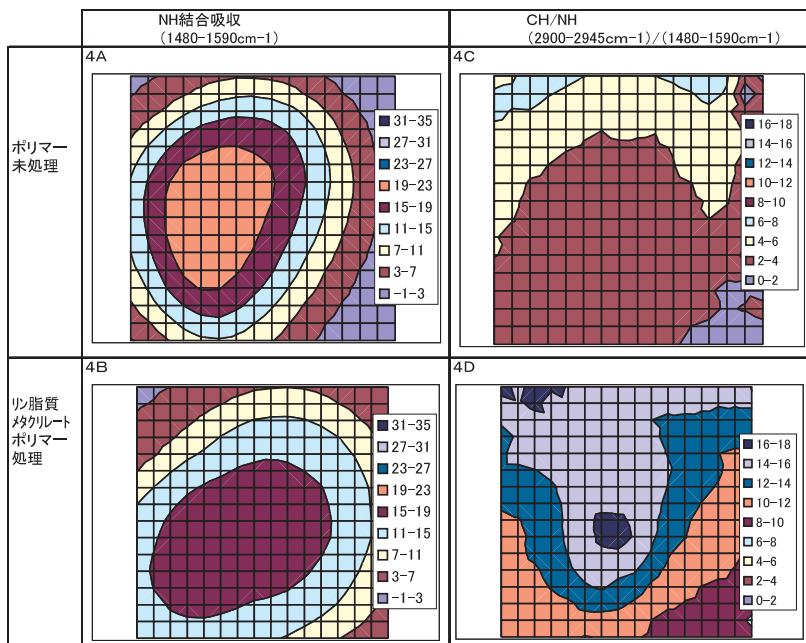 NH結合吸収
(1480-1590cm-1)
CH/NH
(2900-2945cm-1)/(1480-1590cm-1)
ポリマー
未処理
4A
31-35
27-31
23-27
19-23
15-19
11-15
7-11
3-7
-1-3
4C
16-18
14-16
12-14
10-12
8-10
6-8
4-6
2-4
0-2
リン脂質
メタクリルート
ポリマー
処理
4B
31-35
27-31
23-27
19-23
15-19
11-15
7-11
3-7
-1-3
4D
16-18
14-16
12-14
10-12
8-10
6-8
4-6
2-4
0-2